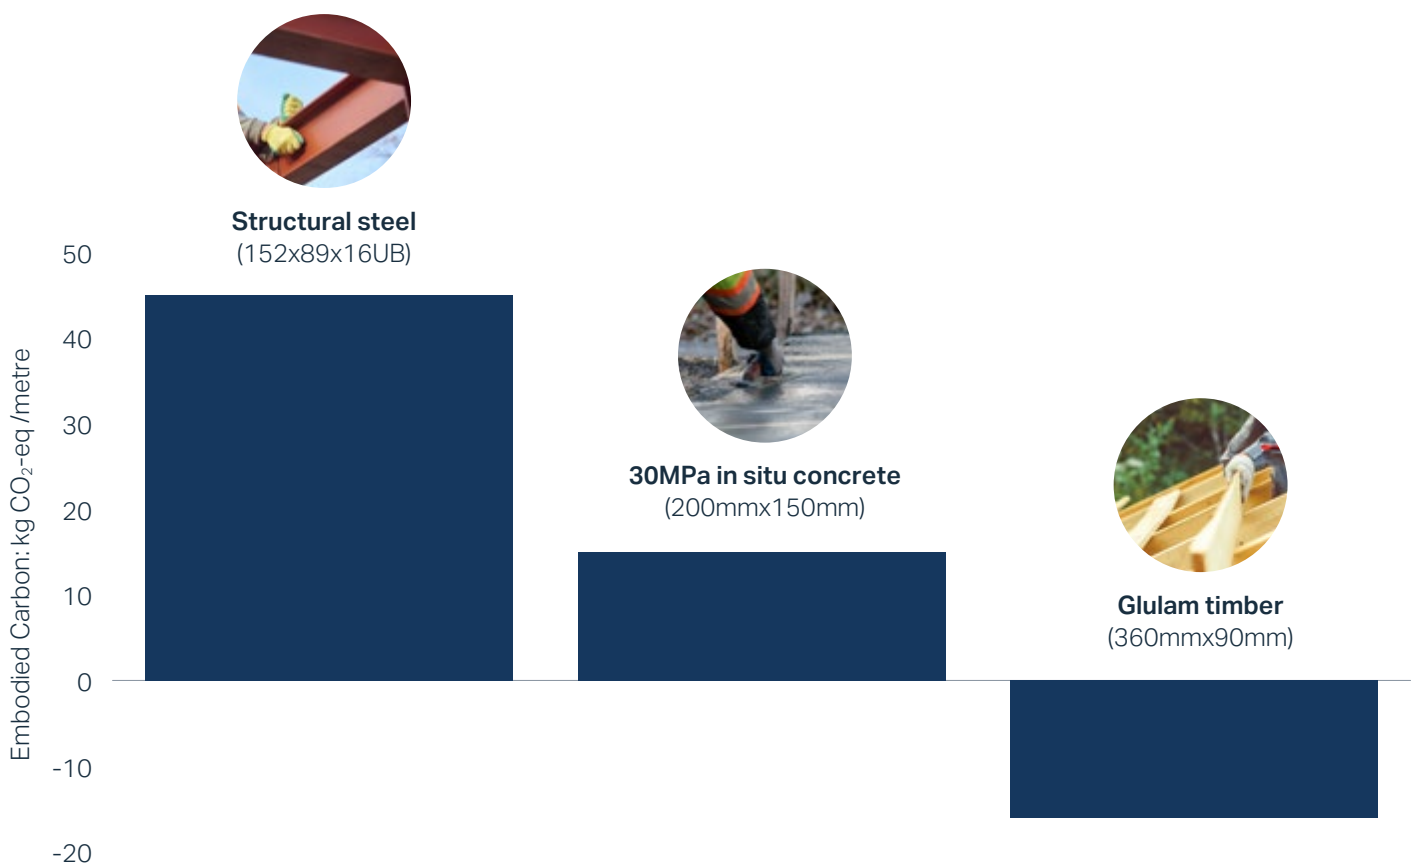 Structural steel
(152x89x16UB)
50
40
30
20
10
0
-10
-20
Embodied Carbon: kg CO₂-eq /metre
30MPa in situ concrete
(200mmx150mm)
Glulam timber
(360mmx90mm)